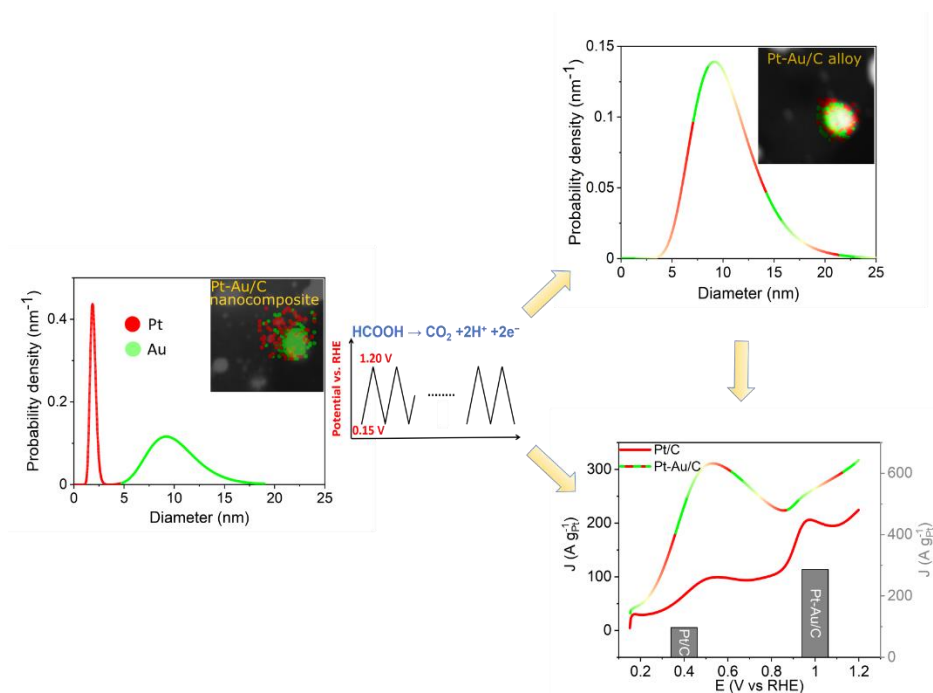 Probability density (nm⁻¹)
0.4
0.2
0
0 5 10 15 20 25
Diameter (nm)
Pt
Au
Pt-Au/C
nanocomposite
HCOOH → CO₂ +2H⁺ +2e⁻
Potential vs. RHE
1.20 V
0.15 V
Probability density (nm⁻¹)
0.15
0.1
0.05
0
0 5 10 15 20 25
Diameter (nm)
Pt-Au/C alloy
Pt/C
Pt-Au/C
J (A g⁻¹Pt)
300
200
100
0
0.2 0.4 0.6 0.8 1 1.2
E (V vs RHE)
Pt/C
Pt-Au/C
600
400
200
0
J (A g⁻¹Pt)